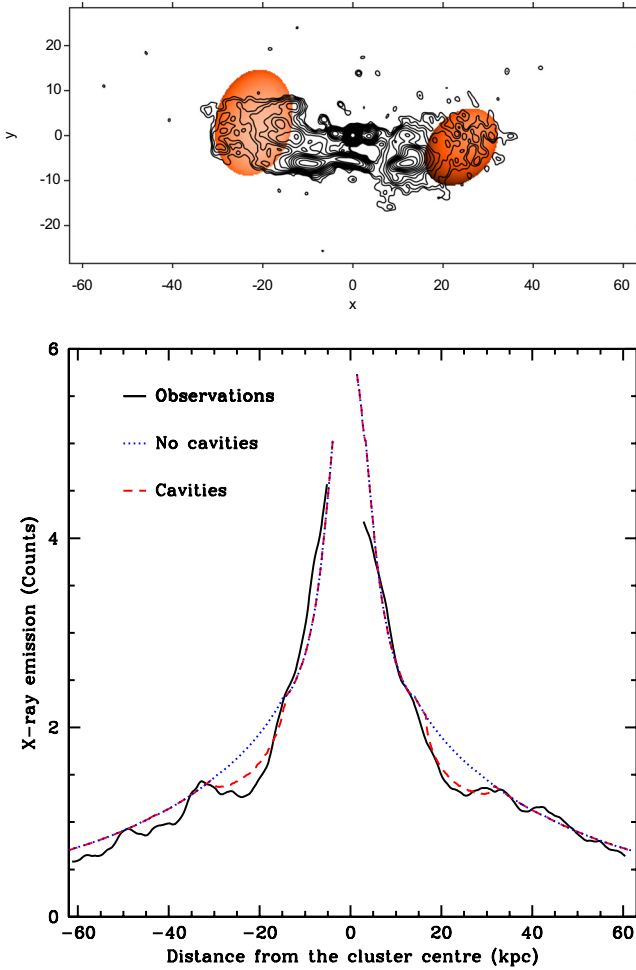 20
10
0
-10
-20
y
-60 -40 -20 0 20 40 60
x
6
4
2
0
X-ray emission (Counts)
Observations
No cavities
Cavities
−60 −40 −20 0 20 40 60
Distance from the cluster centre (kpc)